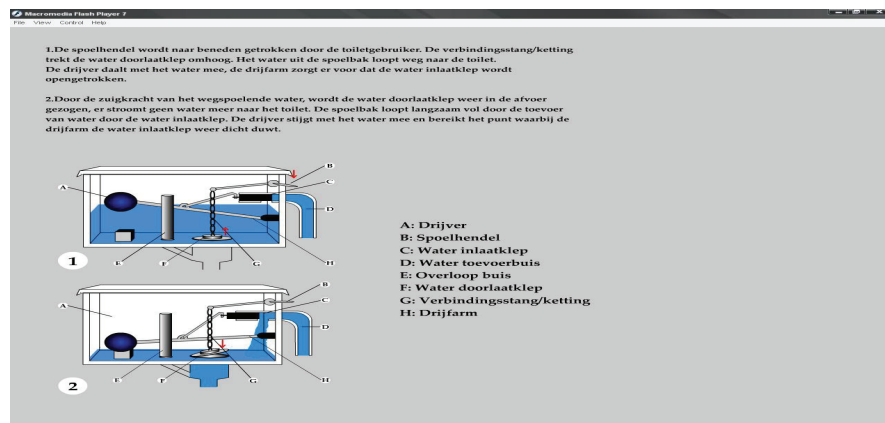 Macromedia Flash Player 7
File View Control Help
1.De spoelhendel wordt naar beneden getrokken door de toiletgebruiker. De verbindingsstang/ketting
trekt de water doorlaatklep omhoog. Het water uit de spoelbak loopt weg naar de toilet.
De drijver daalt met het water mee, de drijfarm zorgt er voor dat de water inlaatklep wordt
opengetrokken.
2.Door de zuigkracht van het wegspoelende water, wordt de water doorlaatklep weer in de afvoer
gezogen, er stroomt geen water meer naar het toilet. De spoelbak loopt langzaam vol door de toevoer
van water door de water inlaatklep. De drijver stijgt met het water mee en bereikt het punt waarbij de
drijfarm de water inlaatklep weer dicht duwt.
B
C
A
D
1
E
F
G
H
A: Drijver
B: Spoelhendel
C: Water inlaatklep
D: Water toevoerbuis
E: Overloop buis
F: Water doorlaatklep
G: Verbindingsstang/ketting
H: Drijfarm
B
C
A
D
2
E
F
G
H